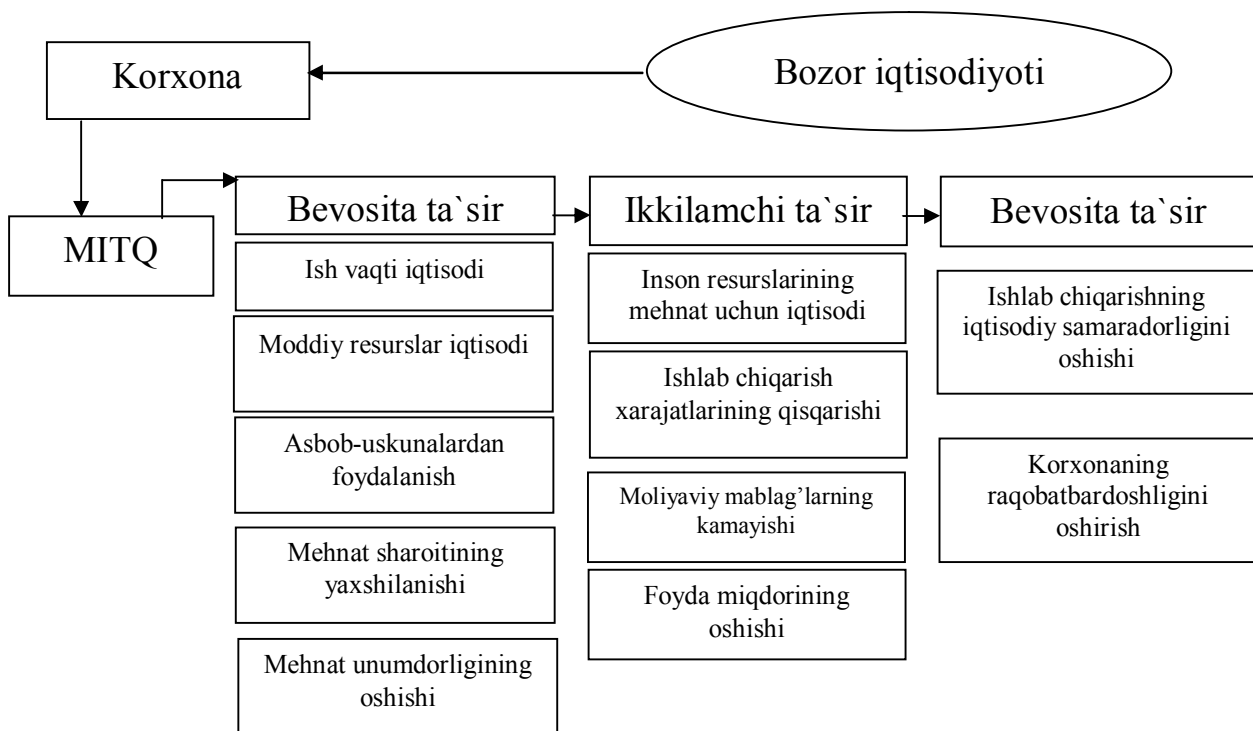 Korxona
Bozor iqtisodiyoti
MITQ
Bevosita ta`sir
Ish vaqti iqtisodi
Moddiy resurslar iqtisodi
Asbob-uskunalardan
foydalanish
Mehnat sharoitining
yaxshilanishi
Mehnat unumdorligining
oshishi
Ikkilamchi ta`sir
Inson resurslarining
mehnat uchun iqtisodi
Ishlab chiqarish
xarajatlarining qisqarishi
Moliyaviy mablag’larning
kamayishi
Foyda miqdorining
oshishi
Bevosita ta`sir
Ishlab chiqarishning
iqtisodiy samaradorligini
oshishi
Korxonaning
raqobatbardoshligini
oshirish